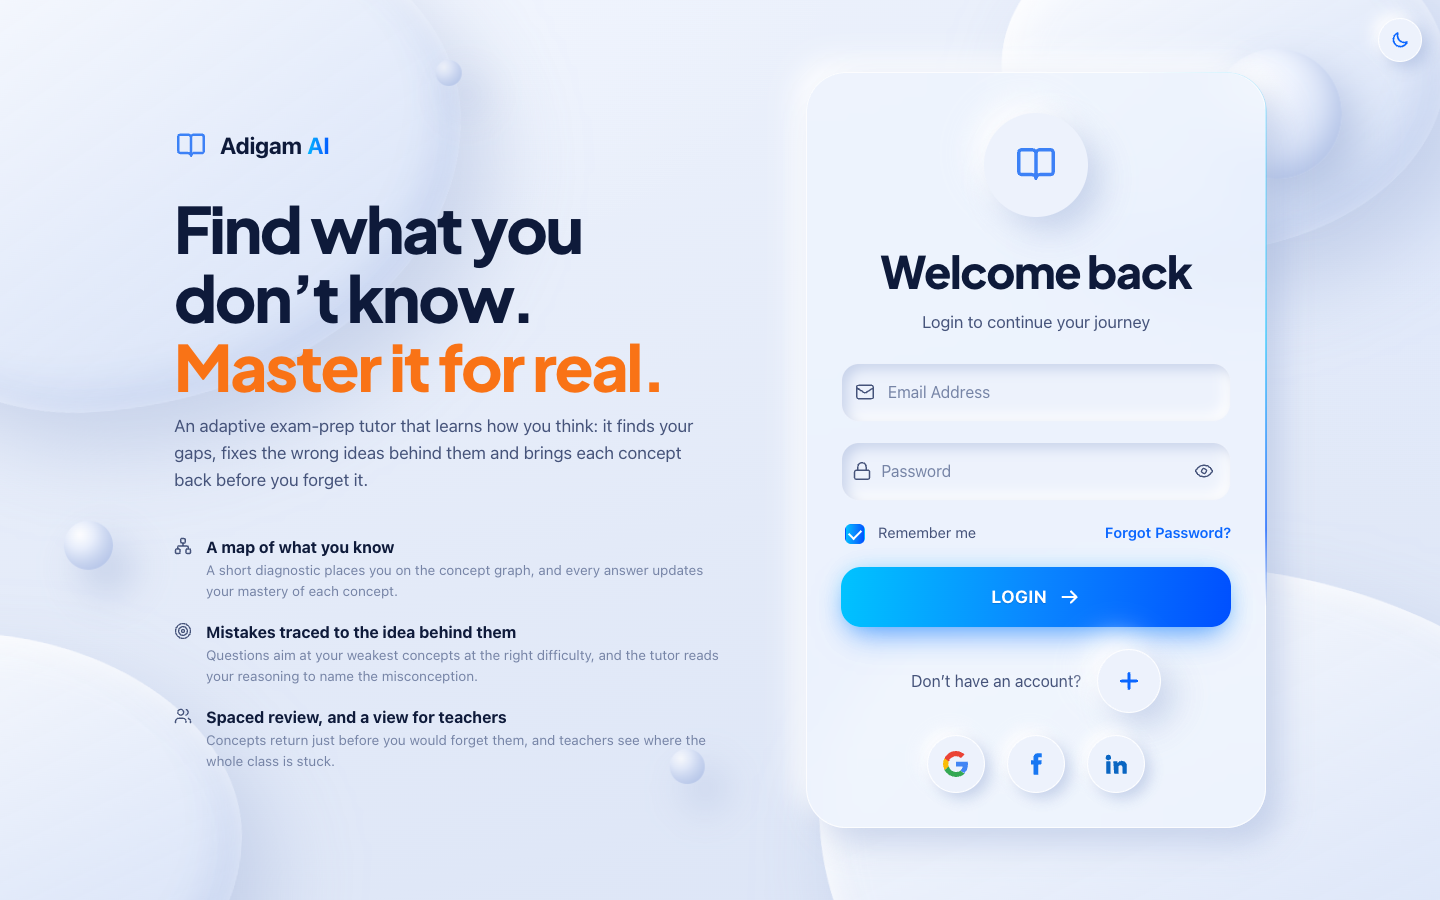 Adigam AI
Find what you
don’t know.
Master it for real.
An adaptive exam-prep tutor that learns how you think: it finds your
gaps, fixes the wrong ideas behind them and brings each concept
back before you forget it.
A map of what you know
A short diagnostic places you on the concept graph, and every answer updates
your mastery of each concept.
Mistakes traced to the idea behind them
Questions aim at your weakest concepts at the right difficulty, and the tutor reads
your reasoning to name the misconception.
Spaced review, and a view for teachers
Concepts return just before you would forget them, and teachers see where the
whole class is stuck.
Welcome back
Login to continue your journey
Email Address
Password
Remember me
Forgot Password?
LOGIN
Don’t have an account?